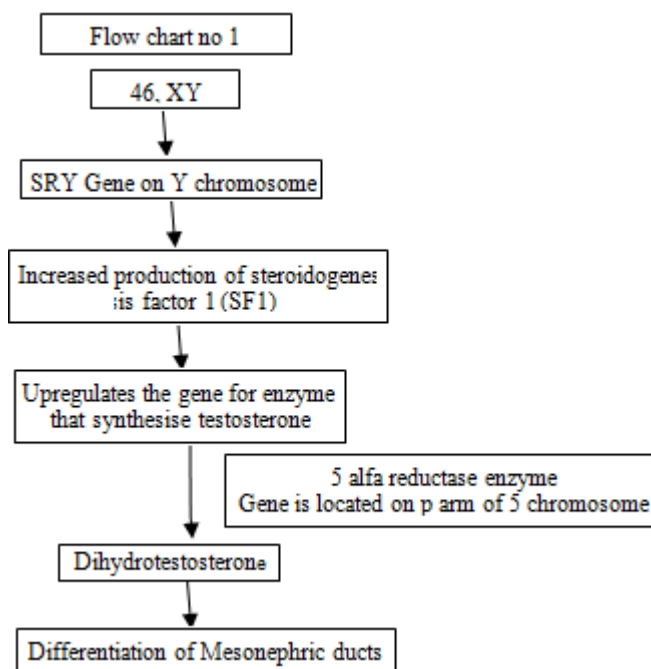 Flow chart no 1
46, XY
SRY Gene on Y chromosome
Increased production of steroidogenes
is factor 1 (SF1)
Upregulates the gene for enzyme
that synthesise testosterone
5 alfa reductase enzyme
Gene is located on p arm of 5 chromosome
Dihydrotestosterone
Differentiation of Mesonephric ducts